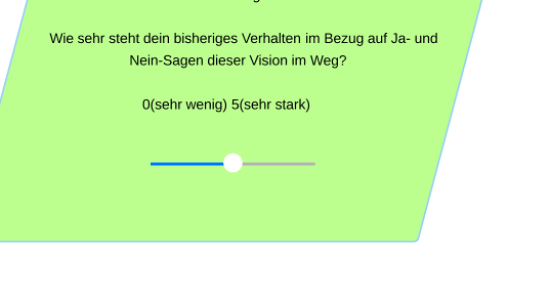 Wie sehr steht dein bisheriges Verhalten im Bezug auf Ja- und
Nein-Sagen dieser Vision im Weg?
0(sehr wenig) 5(sehr stark)